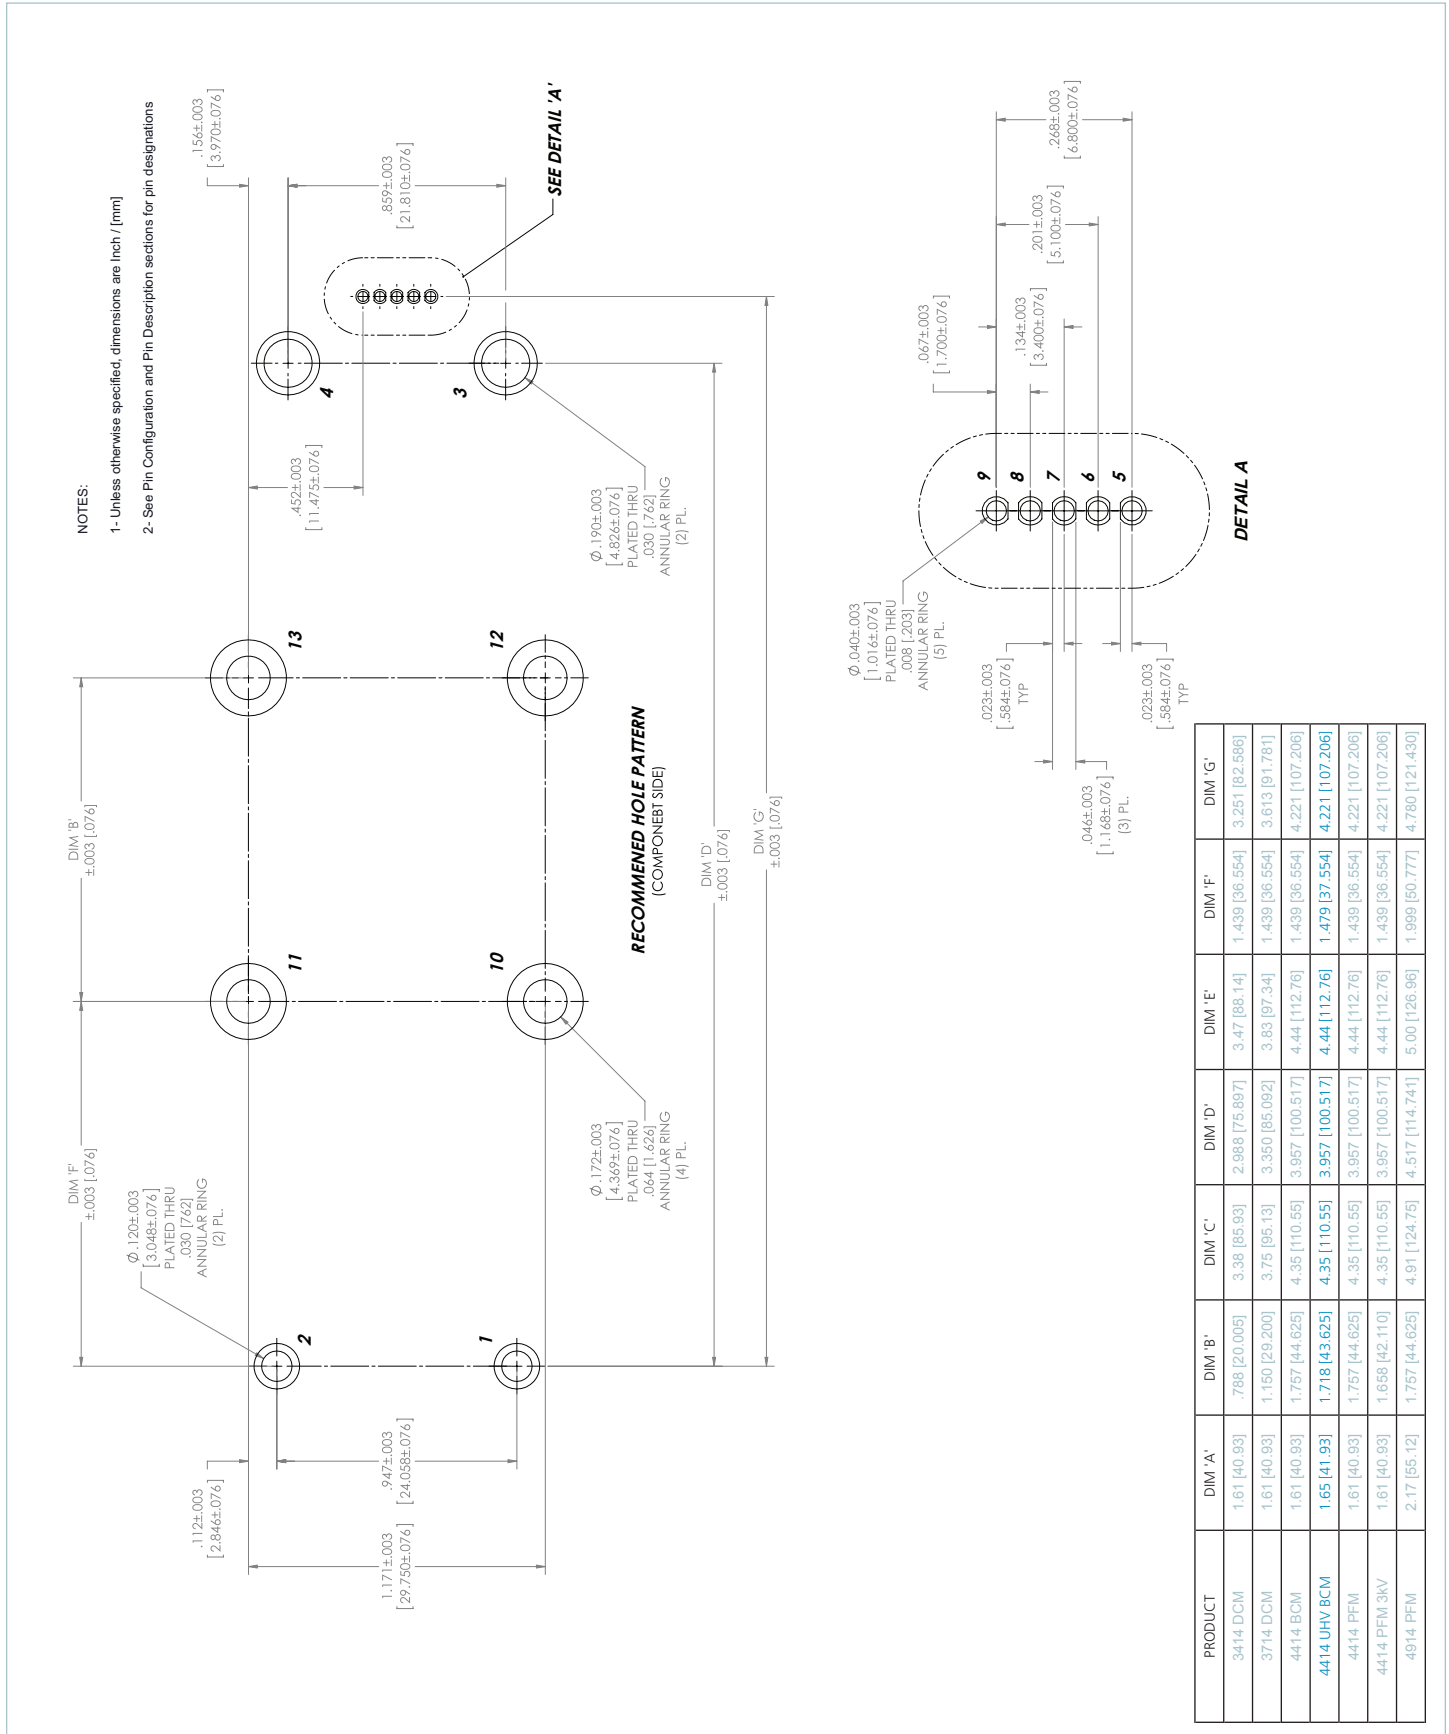 NOTES:
1- Unless otherwise specified, dimensions are Inch / [mm]
2- See Pin Configuration and Pin Description sections for pin designations
DIM 'F'
±.003 [.076]
DIM 'B'
±.003 [.076]
.156±.003
[3.970±.076]
.112±.003
[2.846±.076]
Ø.120±.003
[3.048±.076]
PLATED THRU
.030 [762]
ANNULAR RING
(2) PL.
.452±.003
[11.475±.076]
.859±.003
[21.810±.076]
SEE DETAIL 'A'
2
11
13
4
1
10
12
3
1.171±.003
[29.750±.076]
.947±.003
[24.058±.076]
Ø.172±.003
[4.369±.076]
PLATED THRU
.064 [1.626]
ANNULAR RING
(4) PL.
Ø.190±.003
[4.826±.076]
PLATED THRU
.030 [.762]
ANNULAR RING
(2) PL.
RECOMMENED HOLE PATTERN
(COMPONEBT SIDE)
DIM 'D'
±.003 [.076]
DIM 'G'
±.003 [.076]
Ø.040±.003
[1.016±.076]
PLATED THRU
.008 [.203]
ANNULAR RING
(5) PL.
.067±.003
[1.700±.076]
.134±.003
[3.400±.076]
.201±.003
[5.100±.076]
.268±.003
[6.800±.076]
9
8
7
6
5
.023±.003
[.584±.076]
TYP
.046±.003
[1.168±.076]
(3) PL.
.023±.003
[.584±.076]
TYP
DETAIL A
PRODUCT DIM 'A' DIM 'B' DIM 'C' DIM 'D' DIM 'E' DIM 'F' DIM 'G'
3414 DCM 1.61 [40.93] .788 [20.005] 3.38 [85.93] 2.988 [75.897] 3.47 [88.14] 1.439 [36.554] 3.251 [82.586]
3714 DCM 1.61 [40.93] 1.150 [29.200] 3.75 [95.13] 3.350 [85.092] 3.83 [97.34] 1.439 [36.554] 3.613 [91.781]
4414 BCM 1.61 [40.93] 1.757 [44.625] 4.35 [110.55] 3.957 [100.517] 4.44 [112.76] 1.439 [36.554] 4.221 [107.206]
4414 UHV BCM 1.65 [41.93] 1.718 [43.625] 4.35 [110.55] 3.957 [100.517] 4.44 [112.76] 1.479 [37.554] 4.221 [107.206]
4414 PFM 1.61 [40.93] 1.757 [44.625] 4.35 [110.55] 3.957 [100.517] 4.44 [112.76] 1.439 [36.554] 4.221 [107.206]
4414 PFM 3kV 1.61 [40.93] 1.658 [42.110] 4.35 [110.55] 3.957 [100.517] 4.44 [112.76] 1.439 [36.554] 4.221 [107.206]
4914 PFM 2.17 [55.12] 1.757 [44.625] 4.91 [124.75] 4.517 [114.741] 5.00 [126.96] 1.999 [50.777] 4.780 [121.430]